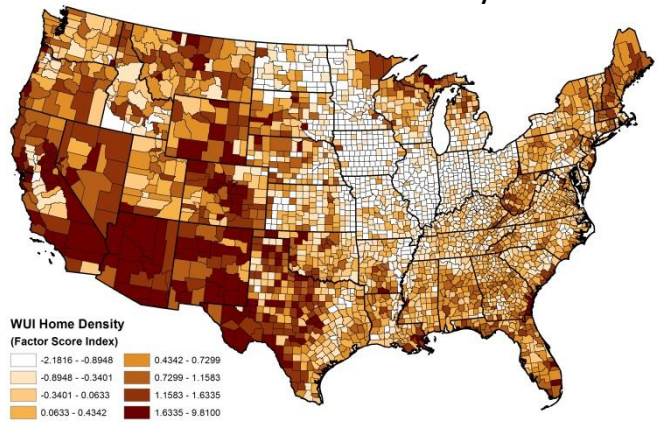 WUI Home Density
(Factor Score Index)
-2.1816 - -0.8948
-0.8948 - -0.3401
-0.3401 - 0.0633
0.0633 - 0.4342
0.4342 - 0.7299
0.7299 - 1.1583
1.1583 - 1.6335
1.6335 - 9.8100